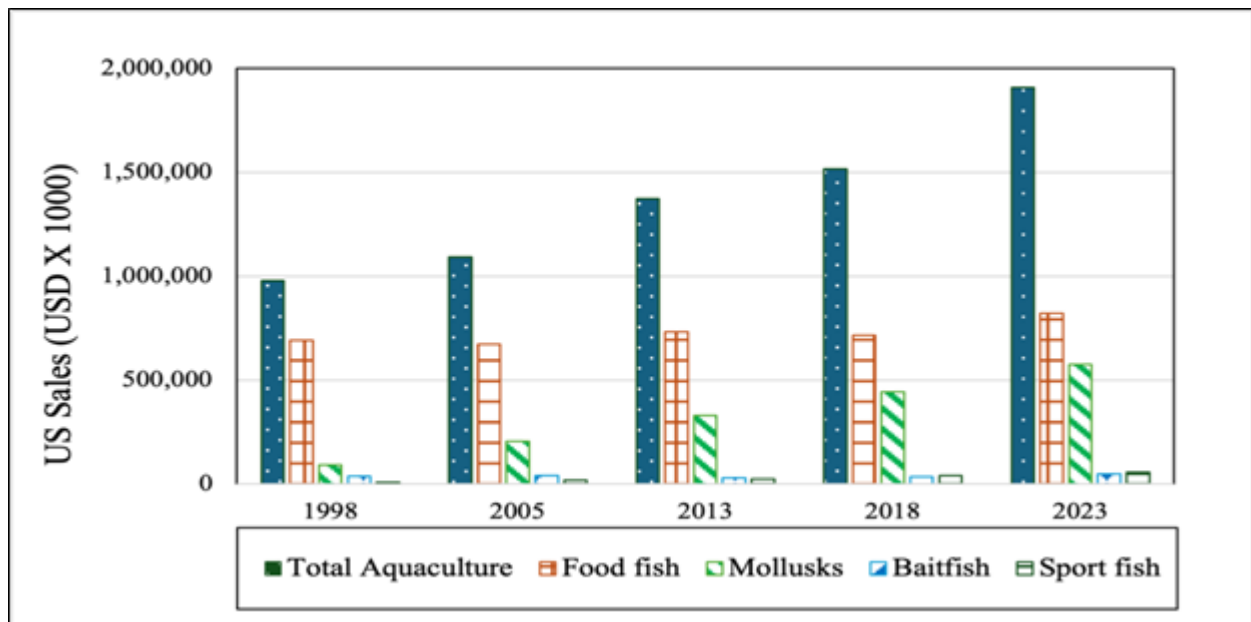 2,000,000
1,500,000
1,000,000
500,000
0
US Sales (USD X 1000)
1998 2005 2013 2018 2023
Total Aquaculture Food fish Mollusks Baitfish Sport fish